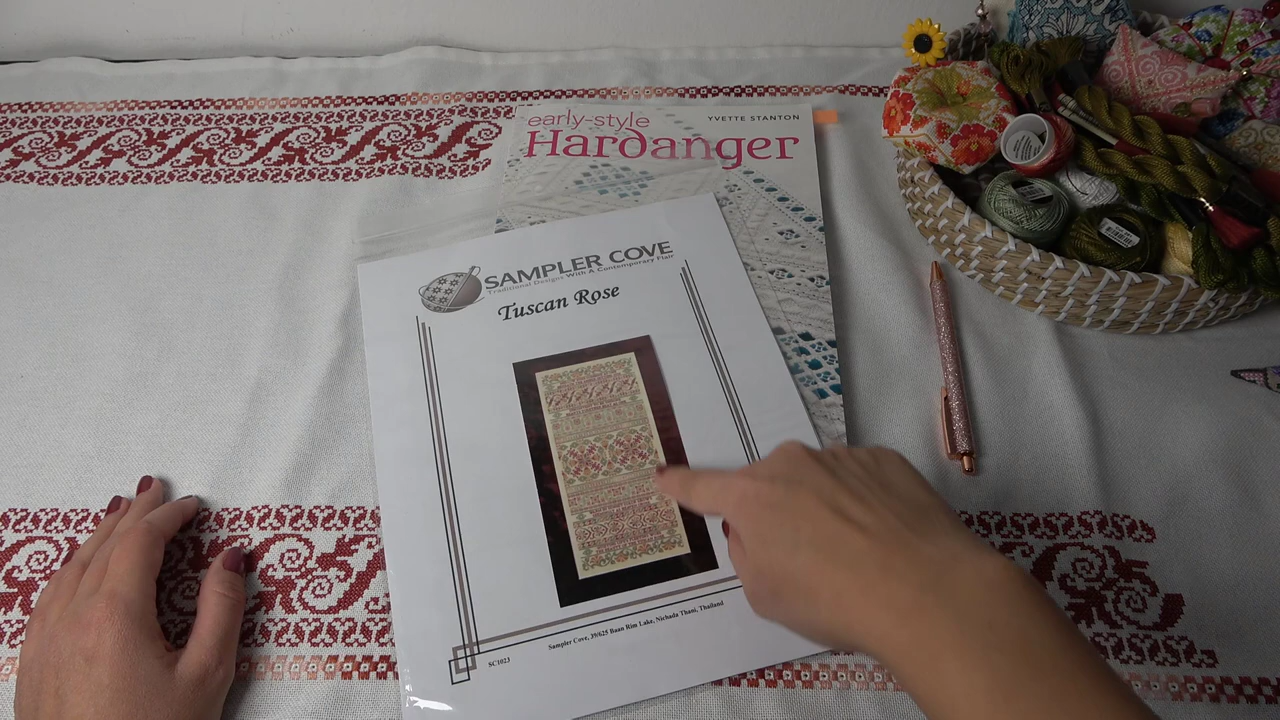 early-style
YVETTE STANTON
Hardanger
SAMPLER COVE
Traditional Designs With A Contemporary Flair
Tuscan Rose
Sampler Cove, 39/625 Baan Rim Lake, Nichada Thani, Thailand
SC1023